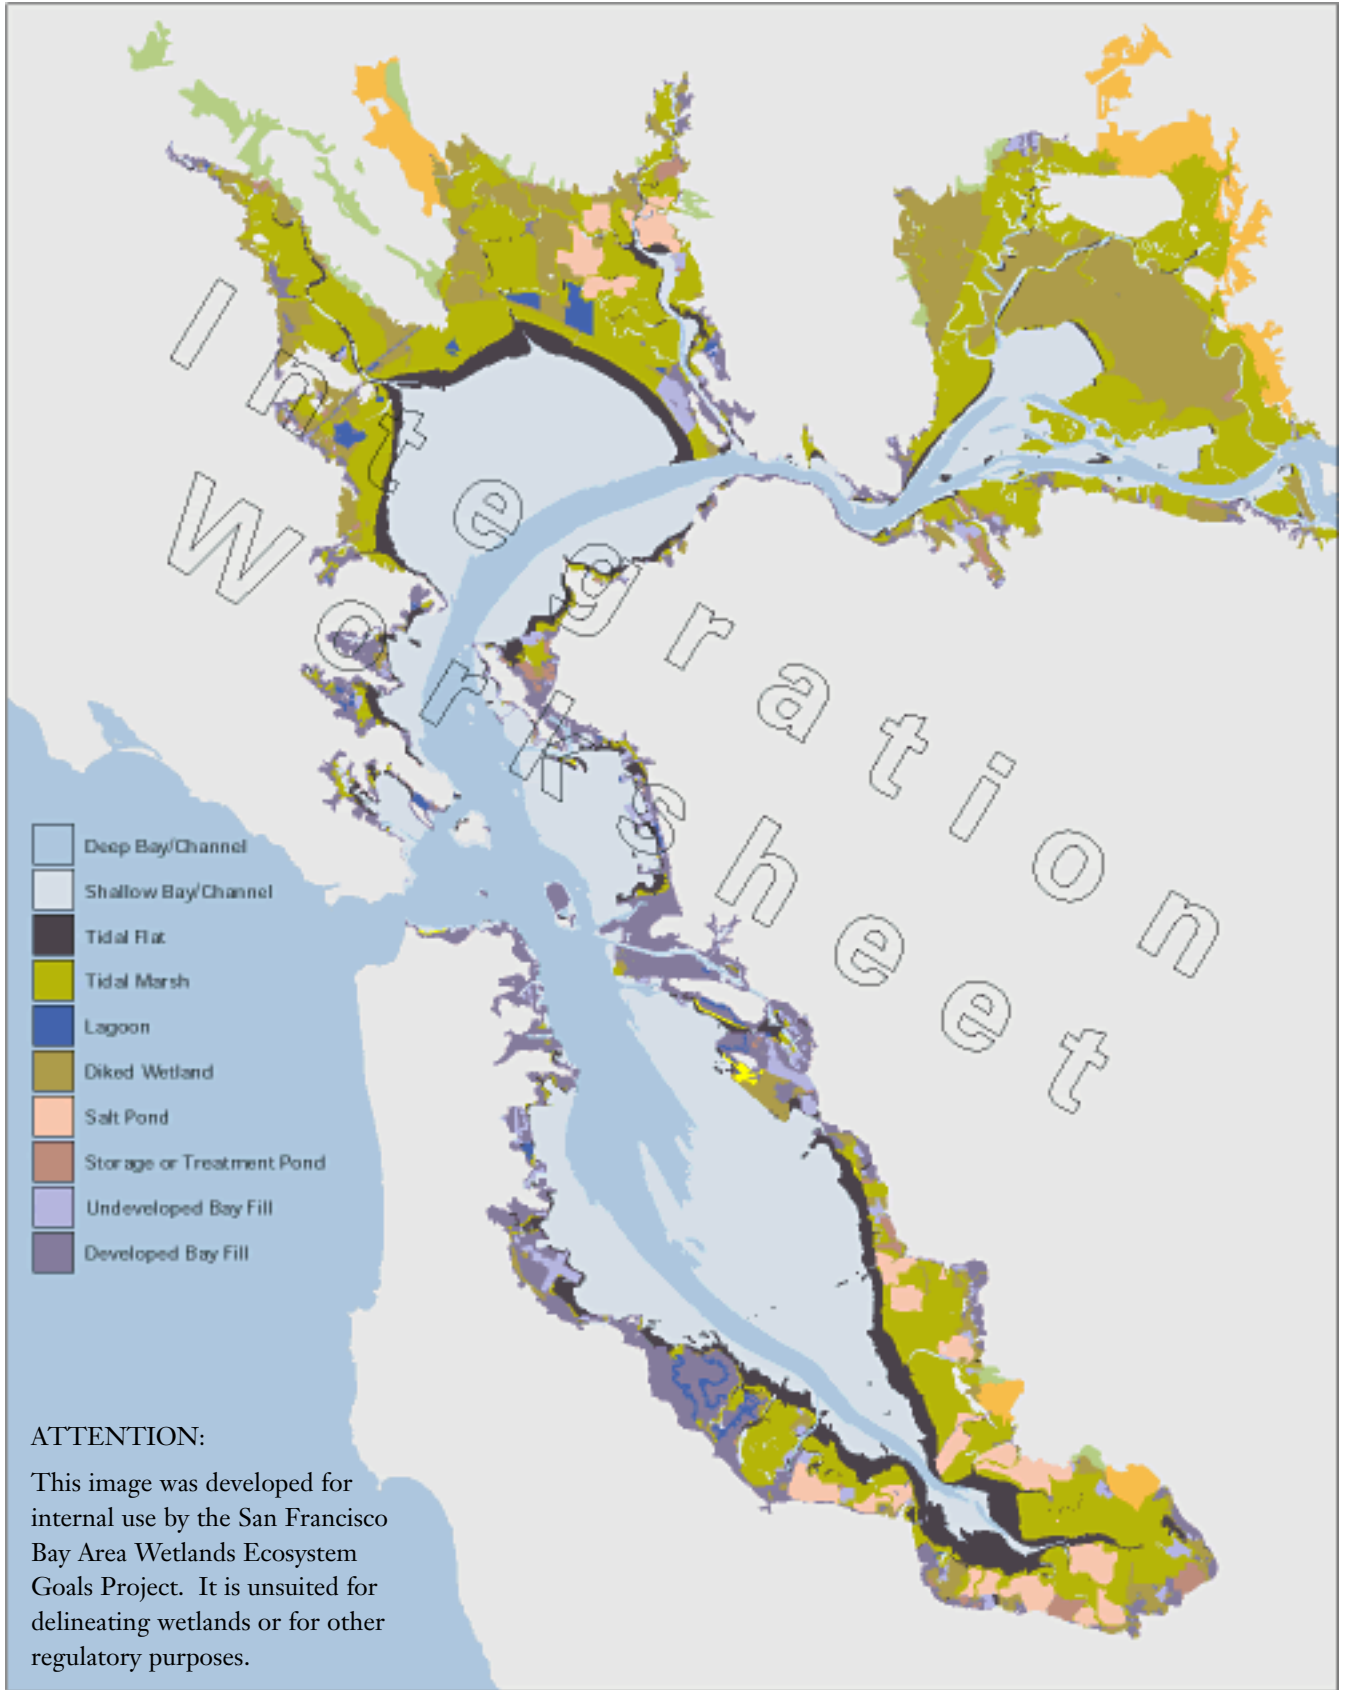 Integration
Worksheet
Deep Bay/Channel
Shallow Bay/Channel
Tidal Flat
Tidal Marsh
Lagoon
Diked Wetland
Salt Pond
Storage or Treatment Pond
Undeveloped Bay Fill
Developed Bay Fill
ATTENTION:
This image was developed for
internal use by the San Francisco
Bay Area Wetlands Ecosystem
Goals Project.  It is unsuited for
delineating wetlands or for other
regulatory purposes.